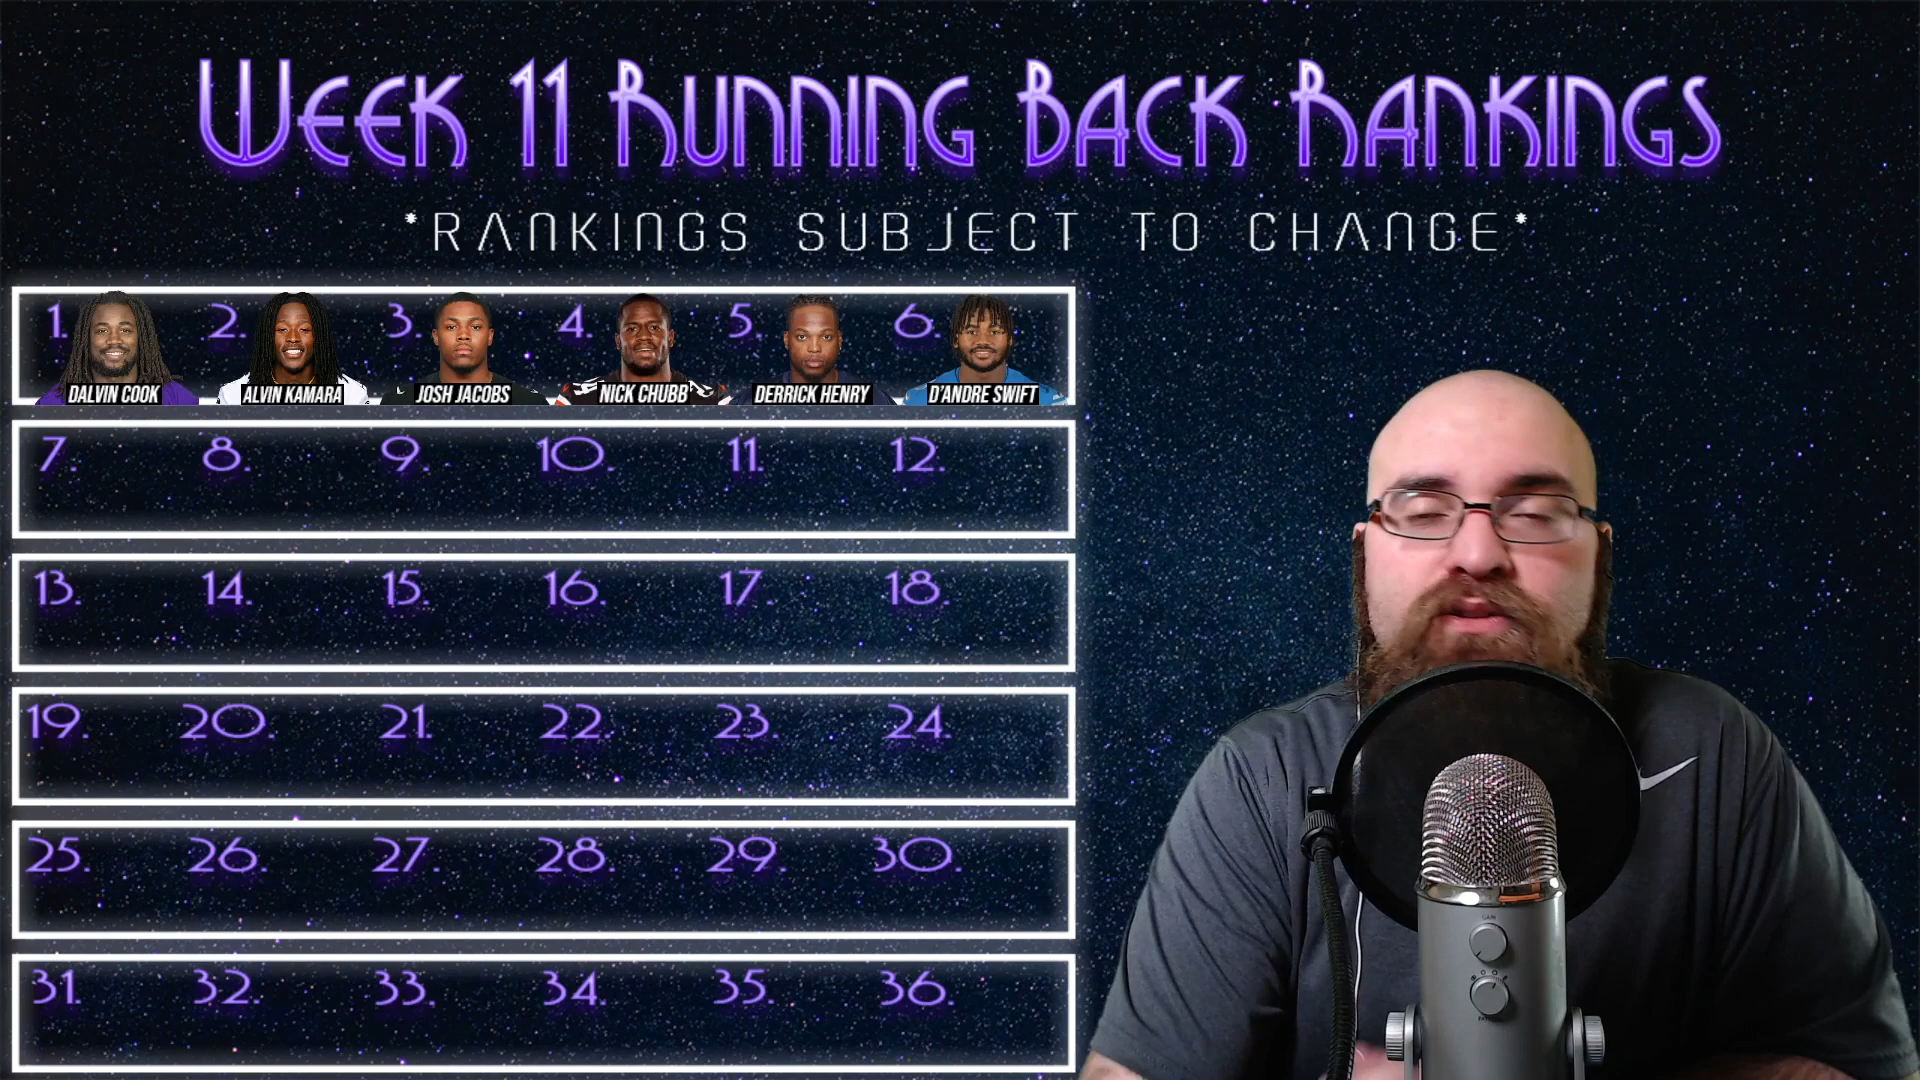 Week 11 Running Back Rankings
*Rankings subject to change*
1. 2. 3. 4. 5. 6.
DALVIN COOK ALVIN KAMARA JOSH JACOBS NICK CHUBB DERRICK HENRY D'ANDRE SWIFT
7. 8. 9. 10. 11. 12.
13. 14. 15. 16. 17. 18.
19. 20. 21. 22. 23. 24.
25. 26. 27. 28. 29. 30.
31. 32. 33. 34. 35. 36.
GAIN